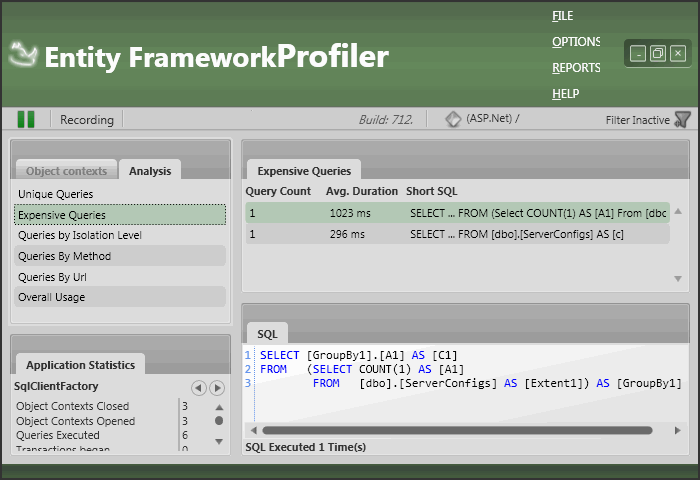 Entity FrameworkProfiler
FILE
OPTIONS
REPORTS
HELP
Recording
Build: 712.
(ASP.Net) /
Filter Inactive
Object contexts
Analysis
Unique Queries
Expensive Queries
Queries by Isolation Level
Queries By Method
Queries By Url
Overall Usage
Expensive Queries
Query Count Avg. Duration Short SQL
1 1023 ms SELECT ... FROM (Select COUNT(1) AS [A1] From [dbo
1 296 ms SELECT ... FROM [dbo].[ServerConfigs] AS [c]
Application Statistics
SqlClientFactory
Object Contexts Closed 3
Object Contexts Opened 3
Queries Executed 6
Transactions began
SQL
1 SELECT [GroupBy1].[A1] AS [C1]
2 FROM (SELECT COUNT(1) AS [A1]
3 FROM [dbo].[ServerConfigs] AS [Extent1]) AS [GroupBy1]
SQL Executed 1 Time(s)